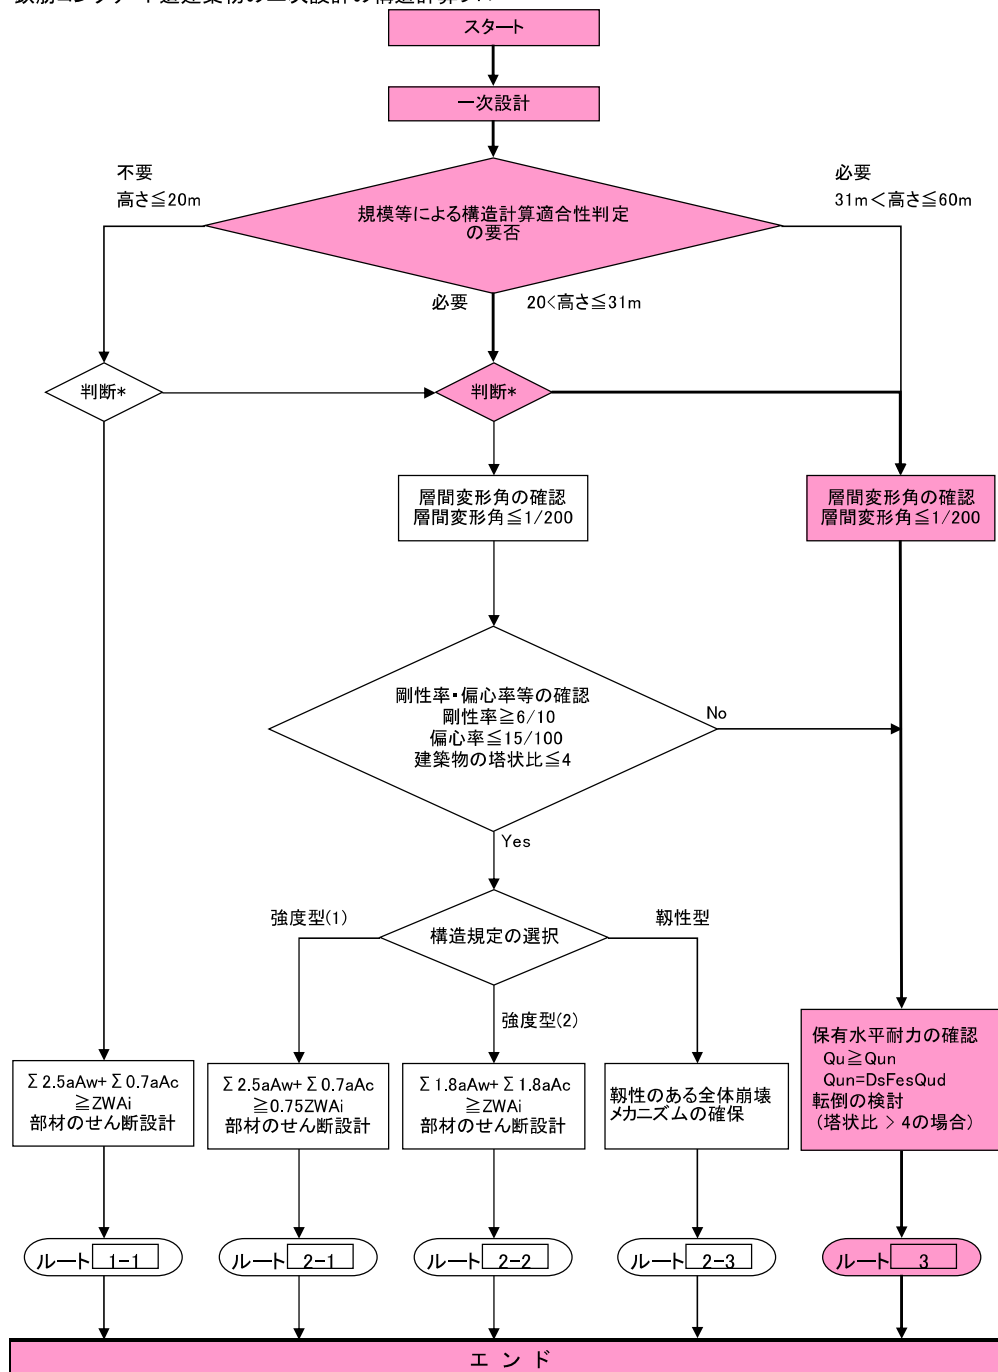 スタート
一次設計
不要
高さ≦20m
必要
31m＜高さ≦60m
規模等による構造計算適合性判定
の要否
必要
20<高さ≦31m
判断*
判断*
層間変形角の確認
層間変形角≦1/200
層間変形角の確認
層間変形角≦1/200
剛性率・偏心率等の確認
剛性率≧6/10
偏心率≦15/100
建築物の塔状比≦4
No
Yes
強度型(1)
構造規定の選択
靱性型
強度型(2)
Σ2.5aAw+Σ0.7aAc
≧ZWAi
部材のせん断設計
Σ2.5aAw+Σ0.7aAc
≧0.75ZWAi
部材のせん断設計
Σ1.8aAw+Σ1.8aAc
≧ZWAi
部材のせん断設計
靱性のある全体崩壊
メカニズムの確保
保有水平耐力の確認
Qu≧Qun
Qun=DsFesQud
転倒の検討
(塔状比 > 4の場合)
ルート 1-1
ルート 2-1
ルート 2-2
ルート 2-3
ルート 3
エ ン ド